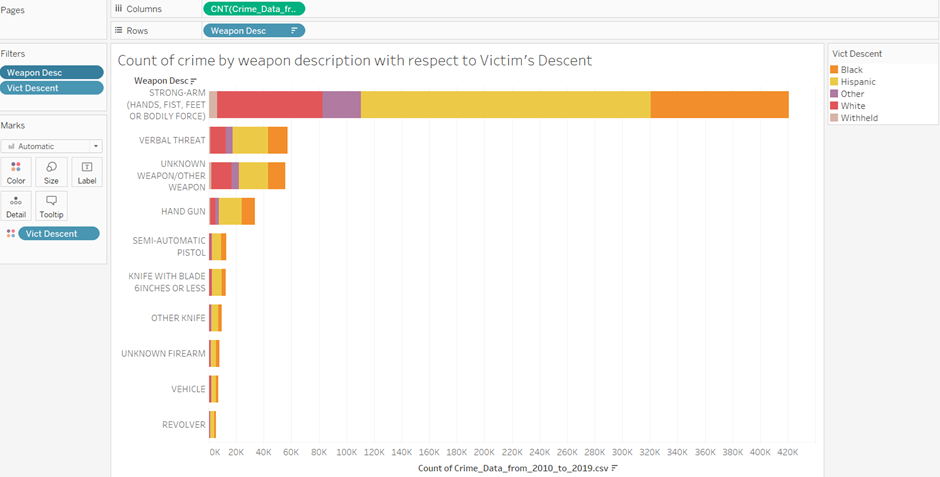 Pages
Columns
CNT(Crime_Data_fr..
Rows
Weapon Desc
Filters
Weapon Desc
Vict Descent
Marks
Automatic
Color
Size
Label
Detail
Tooltip
Vict Descent
Count of crime by weapon description with respect to Victim's Descent
Weapon Desc
STRONG-ARM
(HANDS, FIST, FEET
OR BODILY FORCE)
VERBAL THREAT
UNKNOWN
WEAPON/OTHER
WEAPON
HAND GUN
SEMI-AUTOMATIC
PISTOL
KNIFE WITH BLADE
6INCHES OR LESS
OTHER KNIFE
UNKNOWN FIREARM
VEHICLE
REVOLVER
0K 20K 40K 60K 80K 100K 120K 140K 160K 180K 200K 220K 240K 260K 280K 300K 320K 340K 360K 380K 400K 420K
Count of Crime_Data_from_2010_to_2019.csv
Vict Descent
Black
Hispanic
Other
White
Withheld